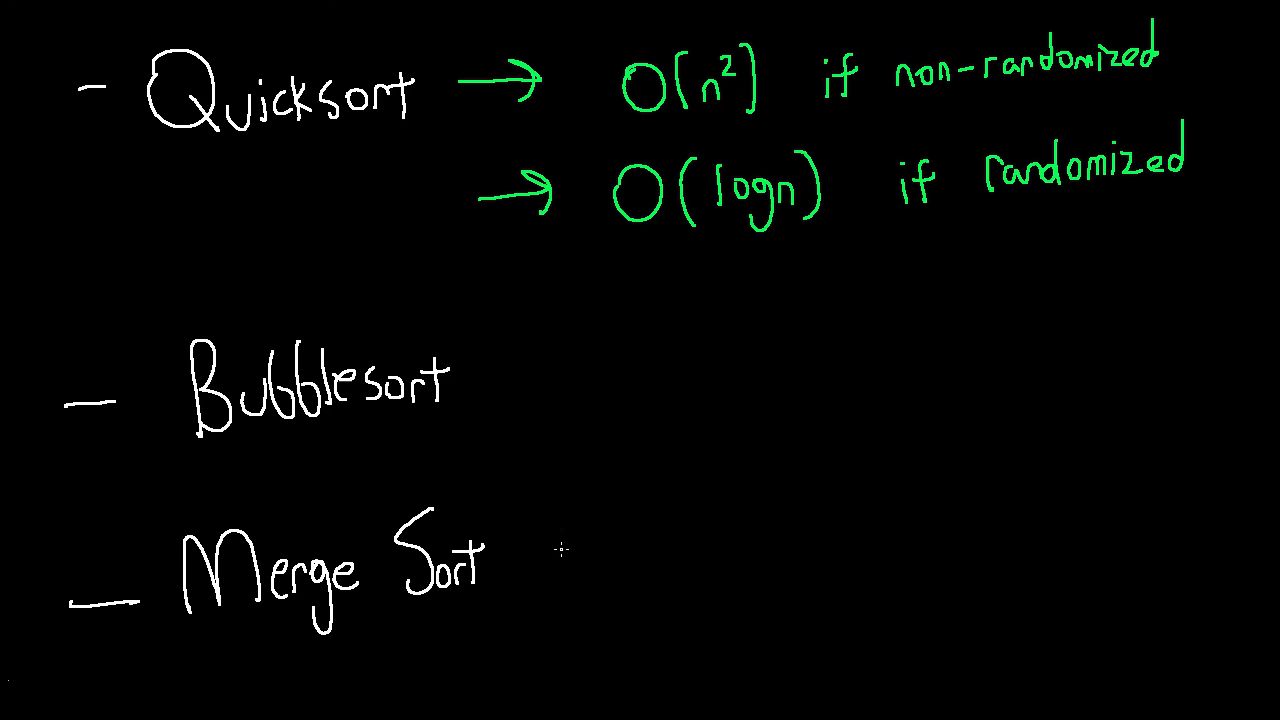 - Quicksort → O(n²) if non-randomized
→ O(logn) if randomized
- Bubblesort
- Merge Sort